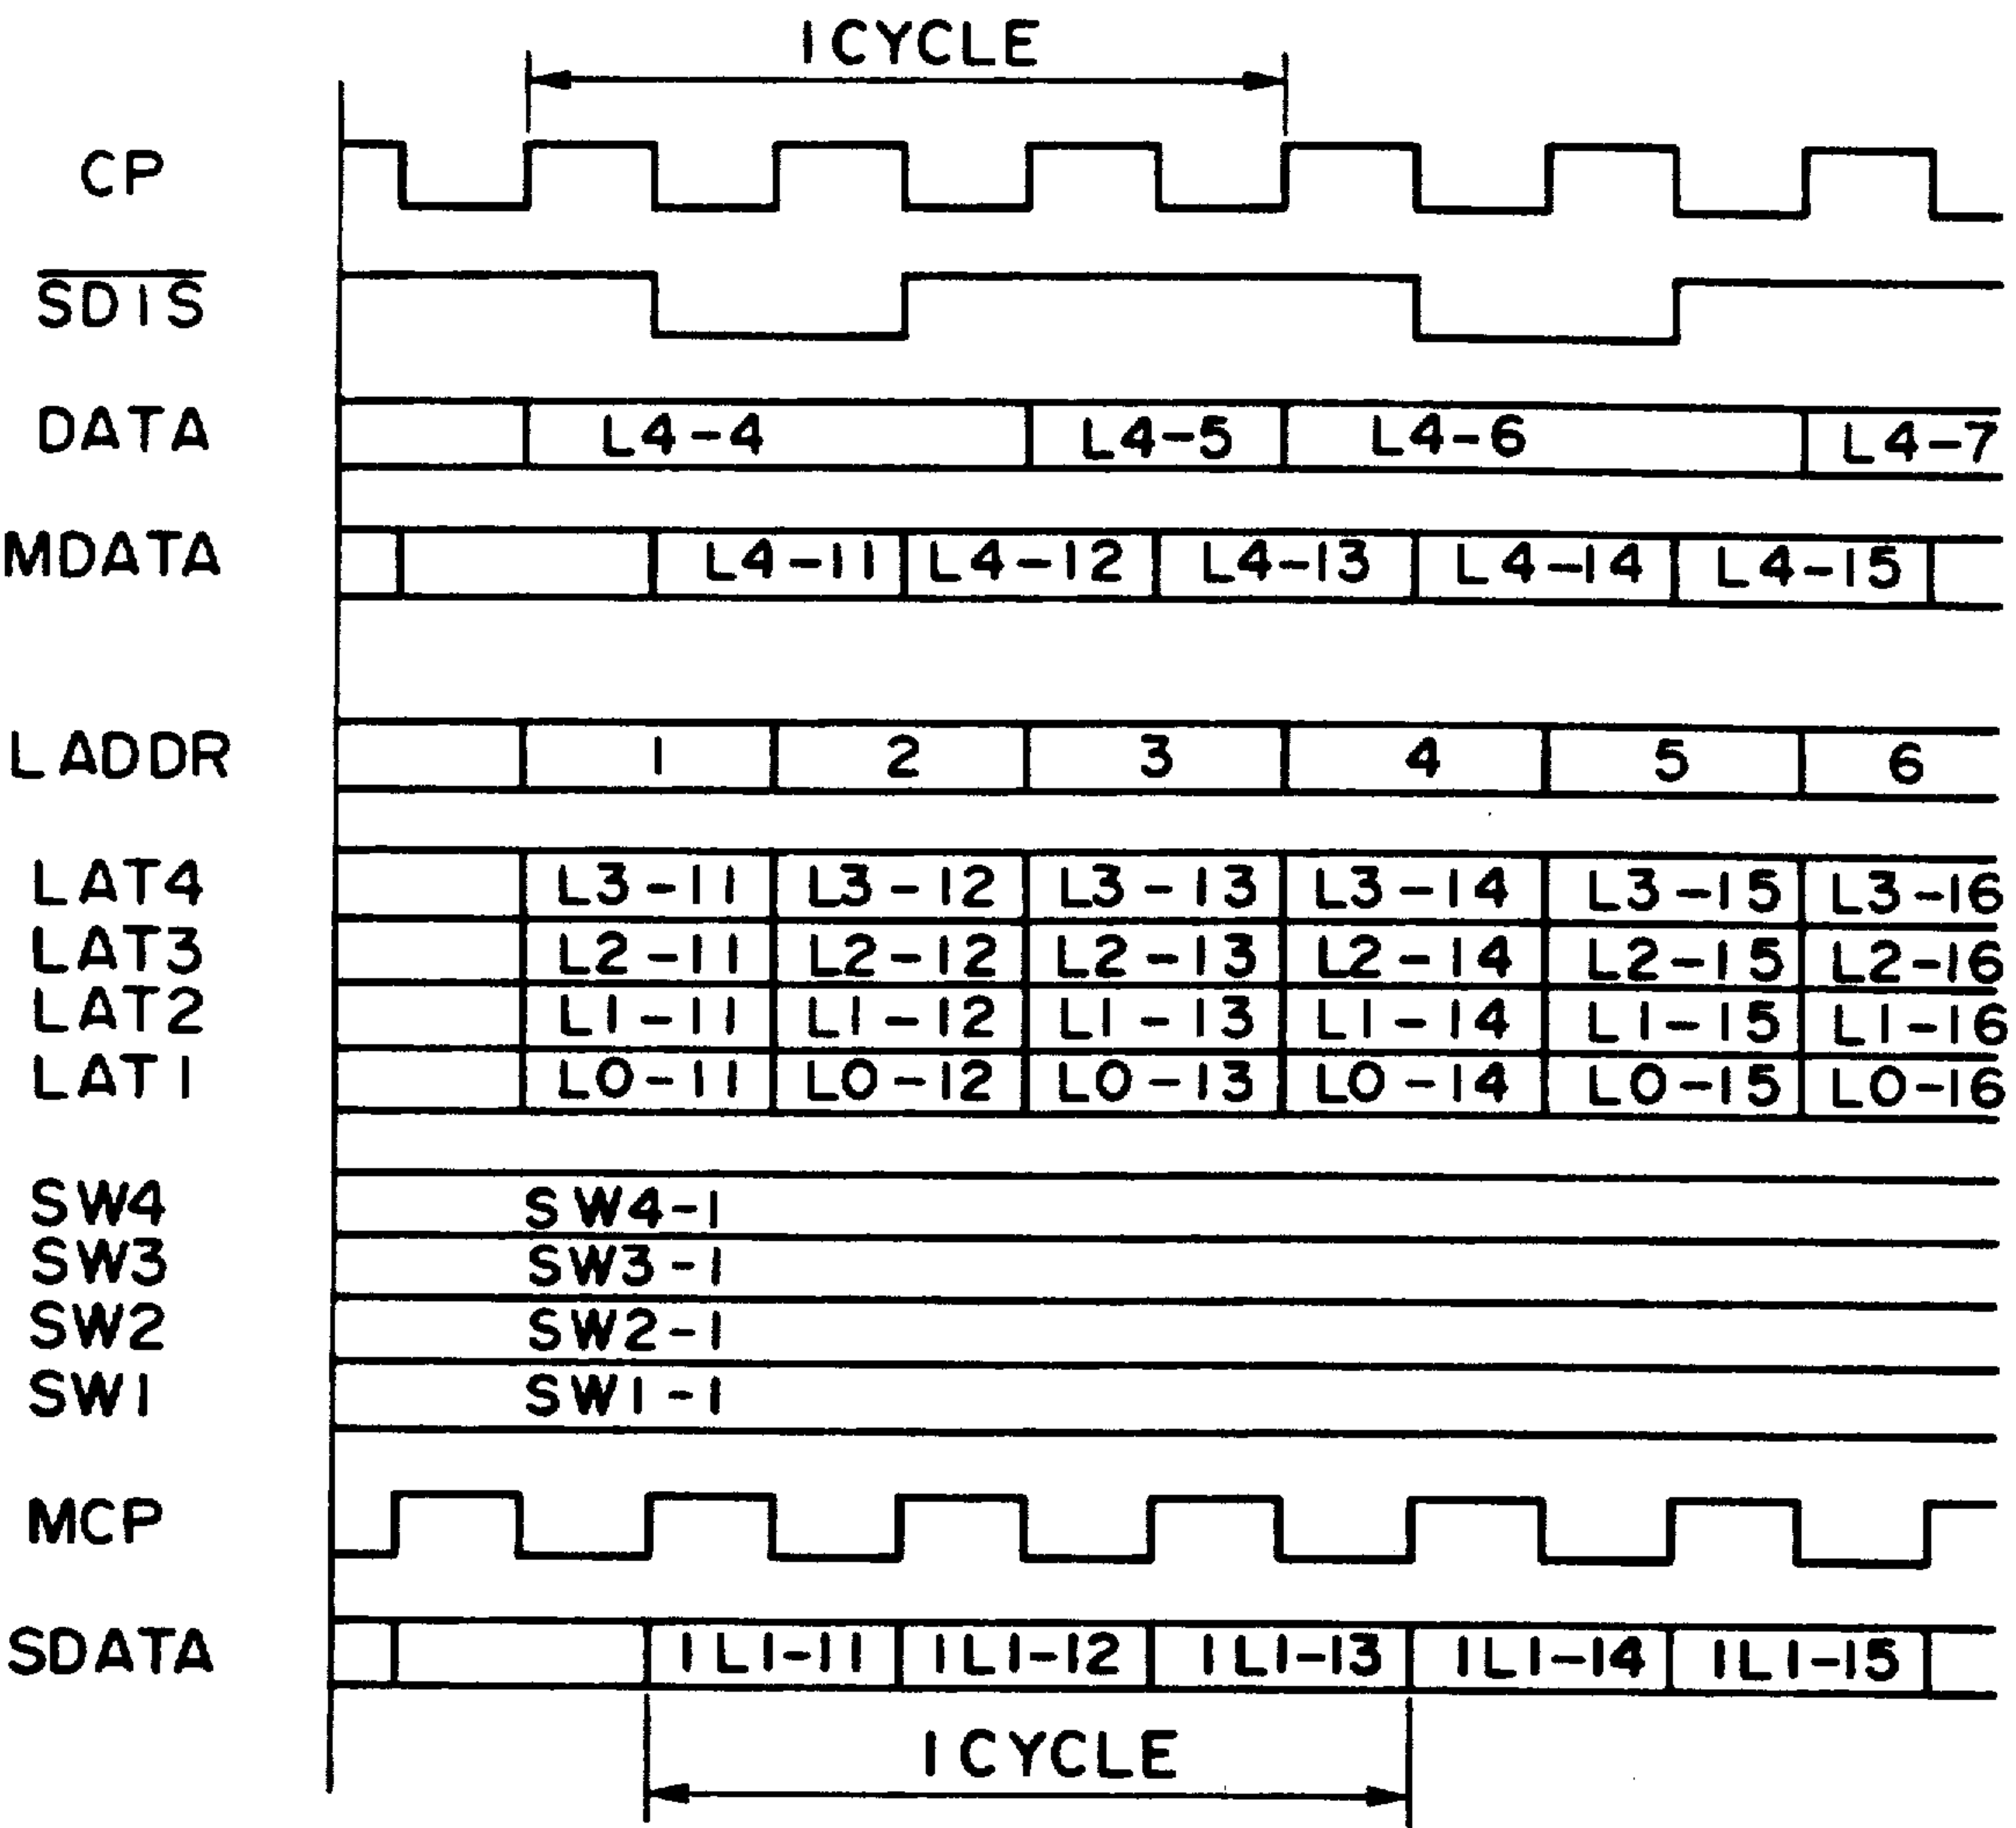 1 CYCLE
CP
SDIS
DATA L4-4 L4-5 L4-6 L4-7
MDATA L4-11 L4-12 L4-13 L4-14 L4-15
LADDR 1 2 3 4 5 6
LAT4 L3-11 L3-12 L3-13 L3-14 L3-15 L3-16
LAT3 L2-11 L2-12 L2-13 L2-14 L2-15 L2-16
LAT2 L1-11 L1-12 L1-13 L1-14 L1-15 L1-16
LAT1 L0-11 L0-12 L0-13 L0-14 L0-15 L0-16
SW4 SW4-1
SW3 SW3-1
SW2 SW2-1
SW1 SW1-1
MCP
SDATA 1L1-11 1L1-12 1L1-13 1L1-14 1L1-15
1 CYCLE